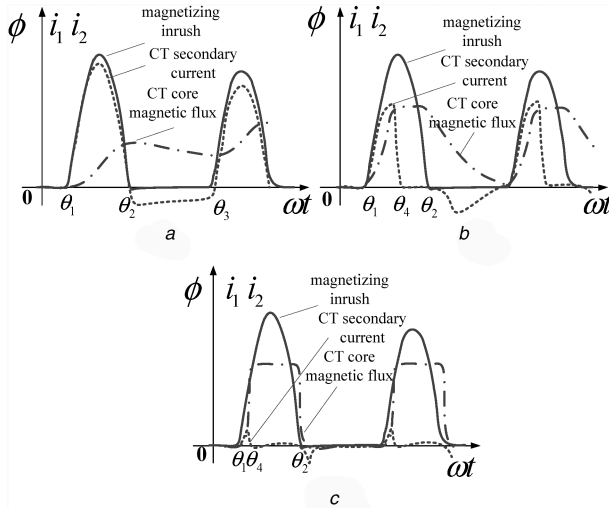 ϕ i₁ i₂
magnetizing
inrush
CT secondary
current
CT core
magnetic flux
0
θ₁
θ₂
θ₃
ωt
a
ϕ i₁ i₂
magnetizing
inrush
CT secondary
current
CT core
magnetic flux
0
θ₁
θ₄
θ₂
ωt
b
ϕ i₁ i₂
magnetizing
inrush
CT secondary
current
CT core
magnetic flux
0
θ₁θ₄
θ₂
ωt
c